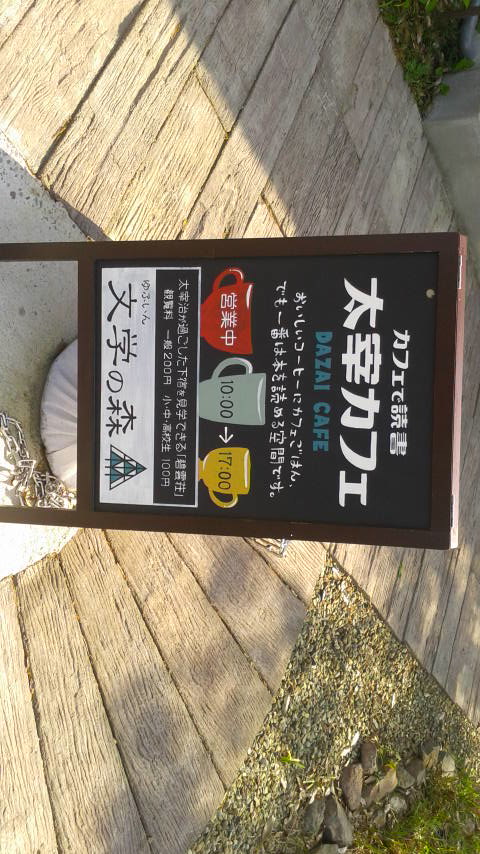 カフェで読書
太宰カフェ
DAZAI CAFE
おいしいコーヒーにカフェごはん。
でも一番は本を読める空間です。
営業中 10:00 → 17:00
太宰治が過ごした下宿を見学できる「碧雲荘」
観覧料 一般 200円 小・中・高校生 100円
ゆふいん
文学の森